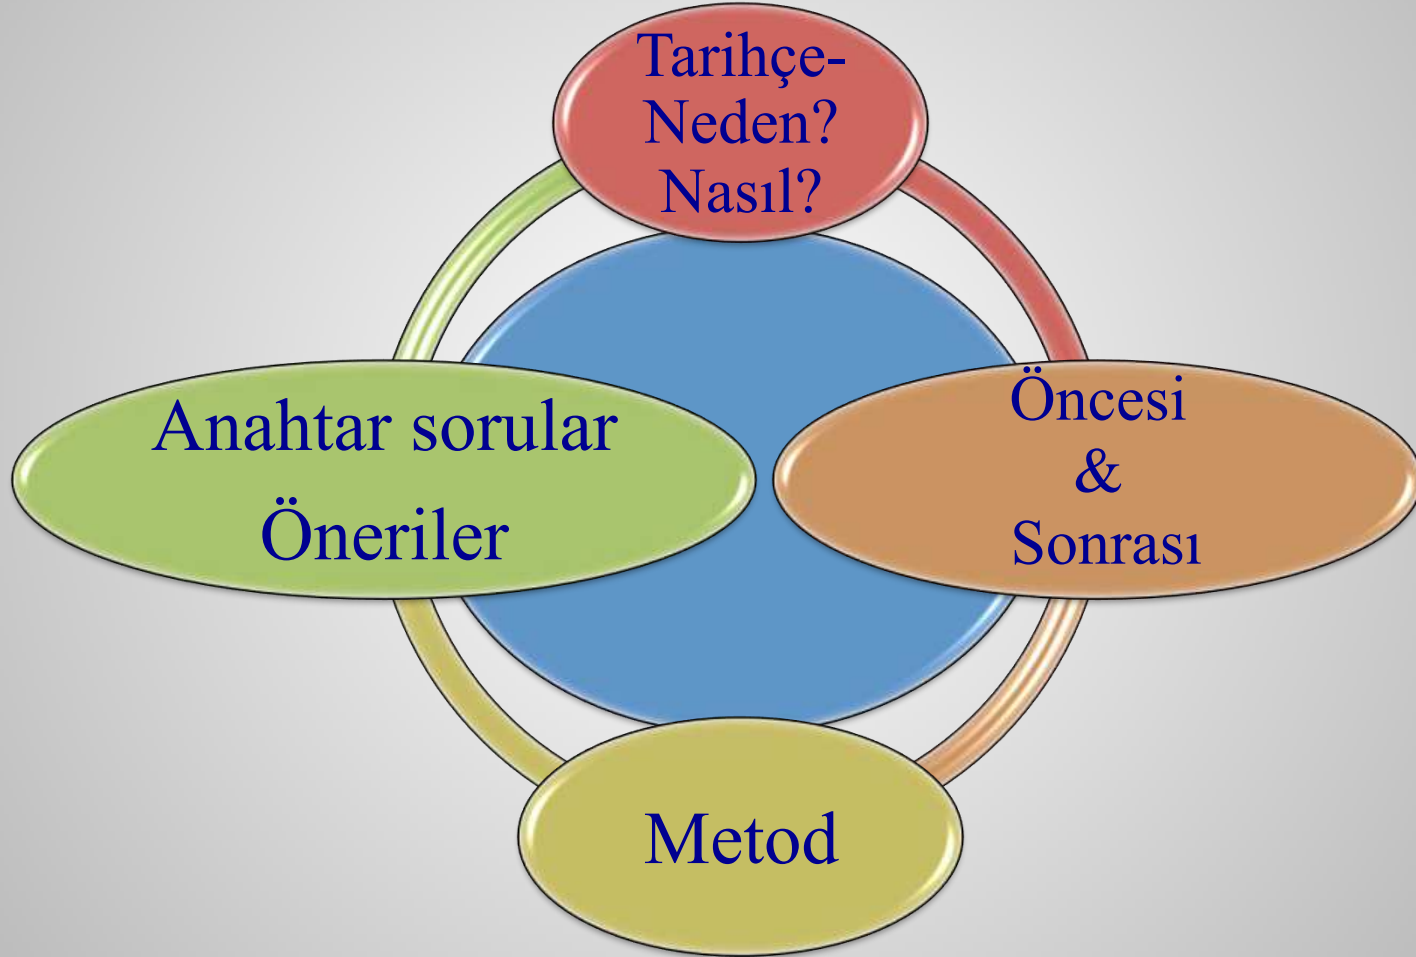 Tarihçe-
Neden?
Nasıl?
Anahtar sorular
Öneriler
Öncesi
&
Sonrası
Metod